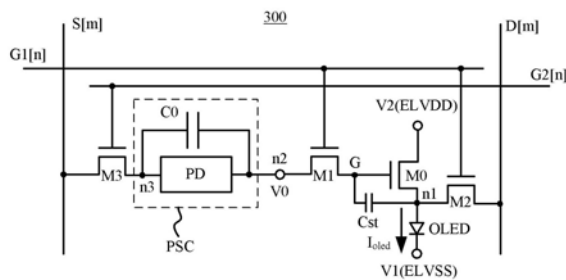 S[m]
300
D[m]
G1[n]
G2[n]
C0
V2(ELVDD)
n2
G
M0
M3
n3
PD
V0
M1
n1
M2
Cst
OLED
PSC
Ioled
V1(ELVSS)